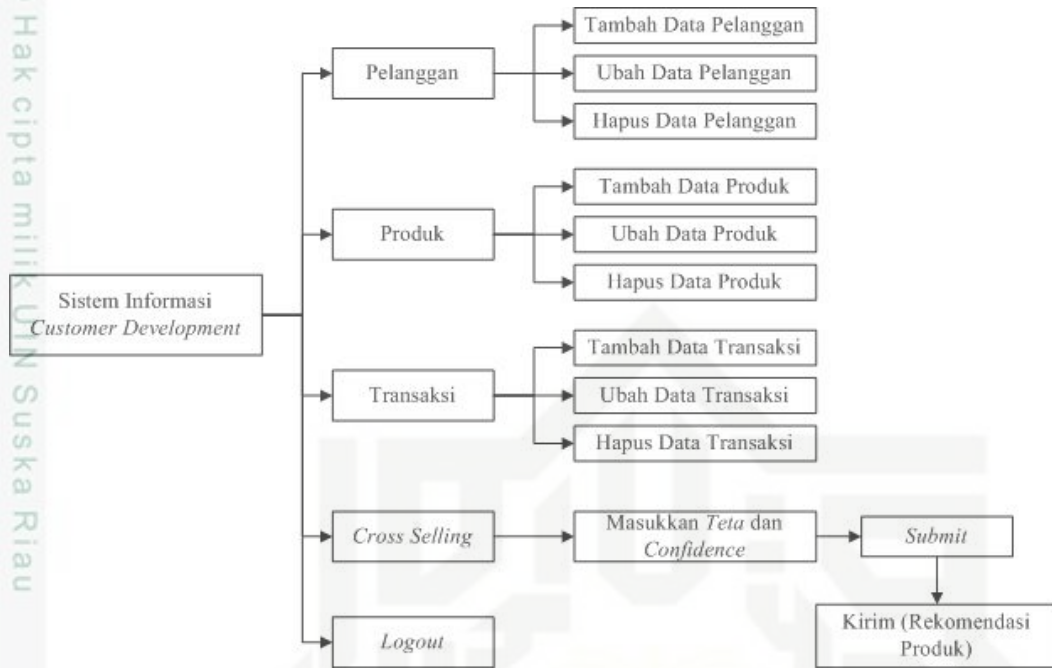 Hak cipta milik UIN Suska Riau
Sistem Informasi
Customer Development
Pelanggan
Tambah Data Pelanggan
Ubah Data Pelanggan
Hapus Data Pelanggan
Produk
Tambah Data Produk
Ubah Data Produk
Hapus Data Produk
Transaksi
Tambah Data Transaksi
Ubah Data Transaksi
Hapus Data Transaksi
Cross Selling
Masukkan Teta dan
Confidence
Submit
Kirim (Rekomendasi
Produk)
Logout